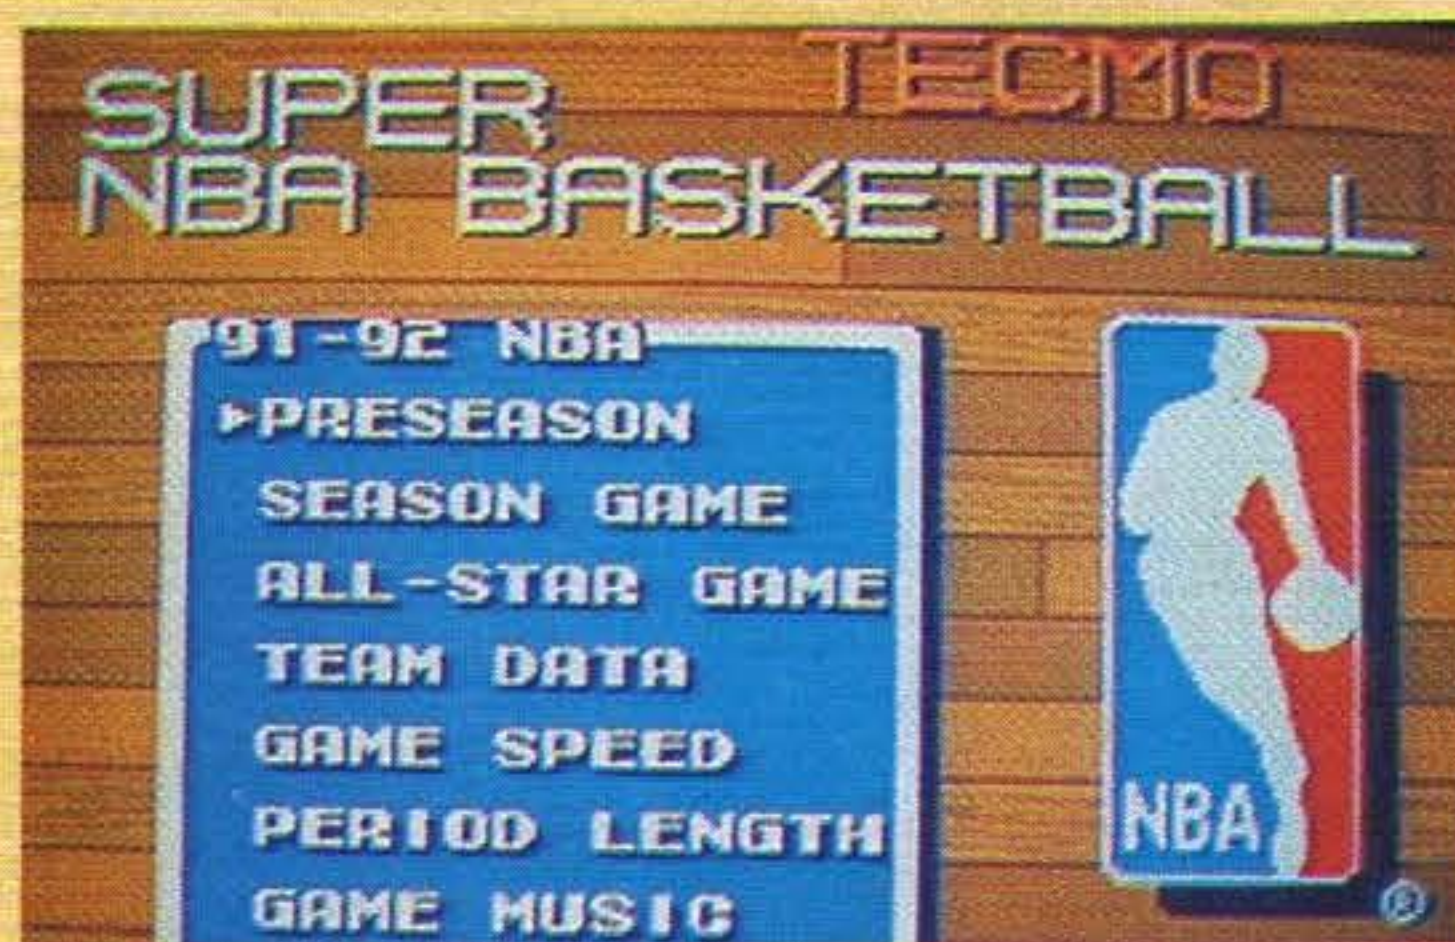 TECMO
SUPER
NBA BASKETBALL
91-92 NBA
▸PRESEASON
SEASON GAME
ALL-STAR GAME
TEAM DATA
GAME SPEED
PERIOD LENGTH
GAME MUSIC
NBA
®